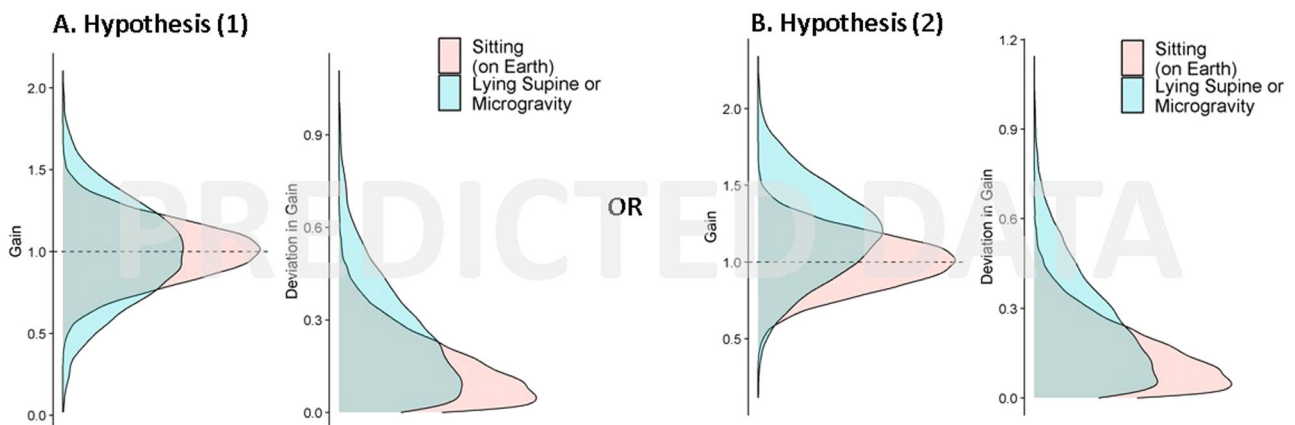 A. Hypothesis (1)
Gain
2.0
1.5
1.0
0.5
0.0
Deviation in Gain
0.9
0.6
0.3
0.0
Sitting
(on Earth)
Lying Supine or
Microgravity
OR
B. Hypothesis (2)
Gain
2.0
1.5
1.0
0.5
Deviation in Gain
1.2
0.9
0.6
0.3
0.0
Sitting
(on Earth)
Lying Supine or
Microgravity
PREDICTED DATA